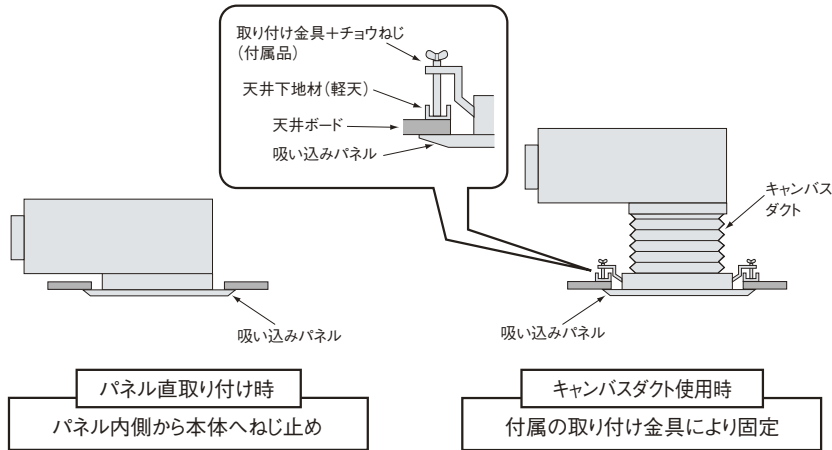 取り付け金具＋チョウねじ
（付属品）
天井下地材（軽天）
天井ボード
吸い込みパネル
キャンバス
ダクト
吸い込みパネル
吸い込みパネル
パネル直取り付け時
パネル内側から本体へねじ止め
キャンバスダクト使用時
付属の取り付け金具により固定